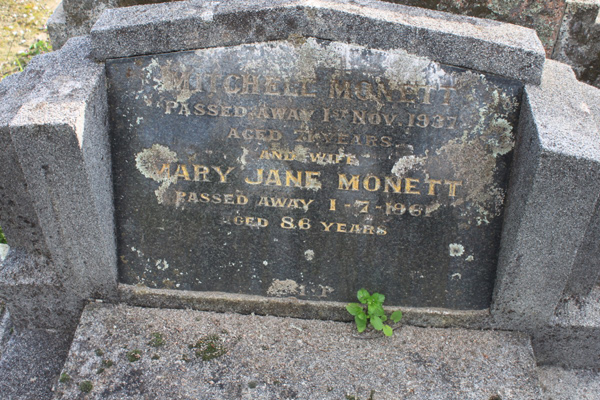 MITCHELL MONETT
PASSED AWAY 1ST NOV. 1937
AGED YEARS
AND WIFE
MARY JANE MONETT
PASSED AWAY 1-7-
AGED 86 YEARS